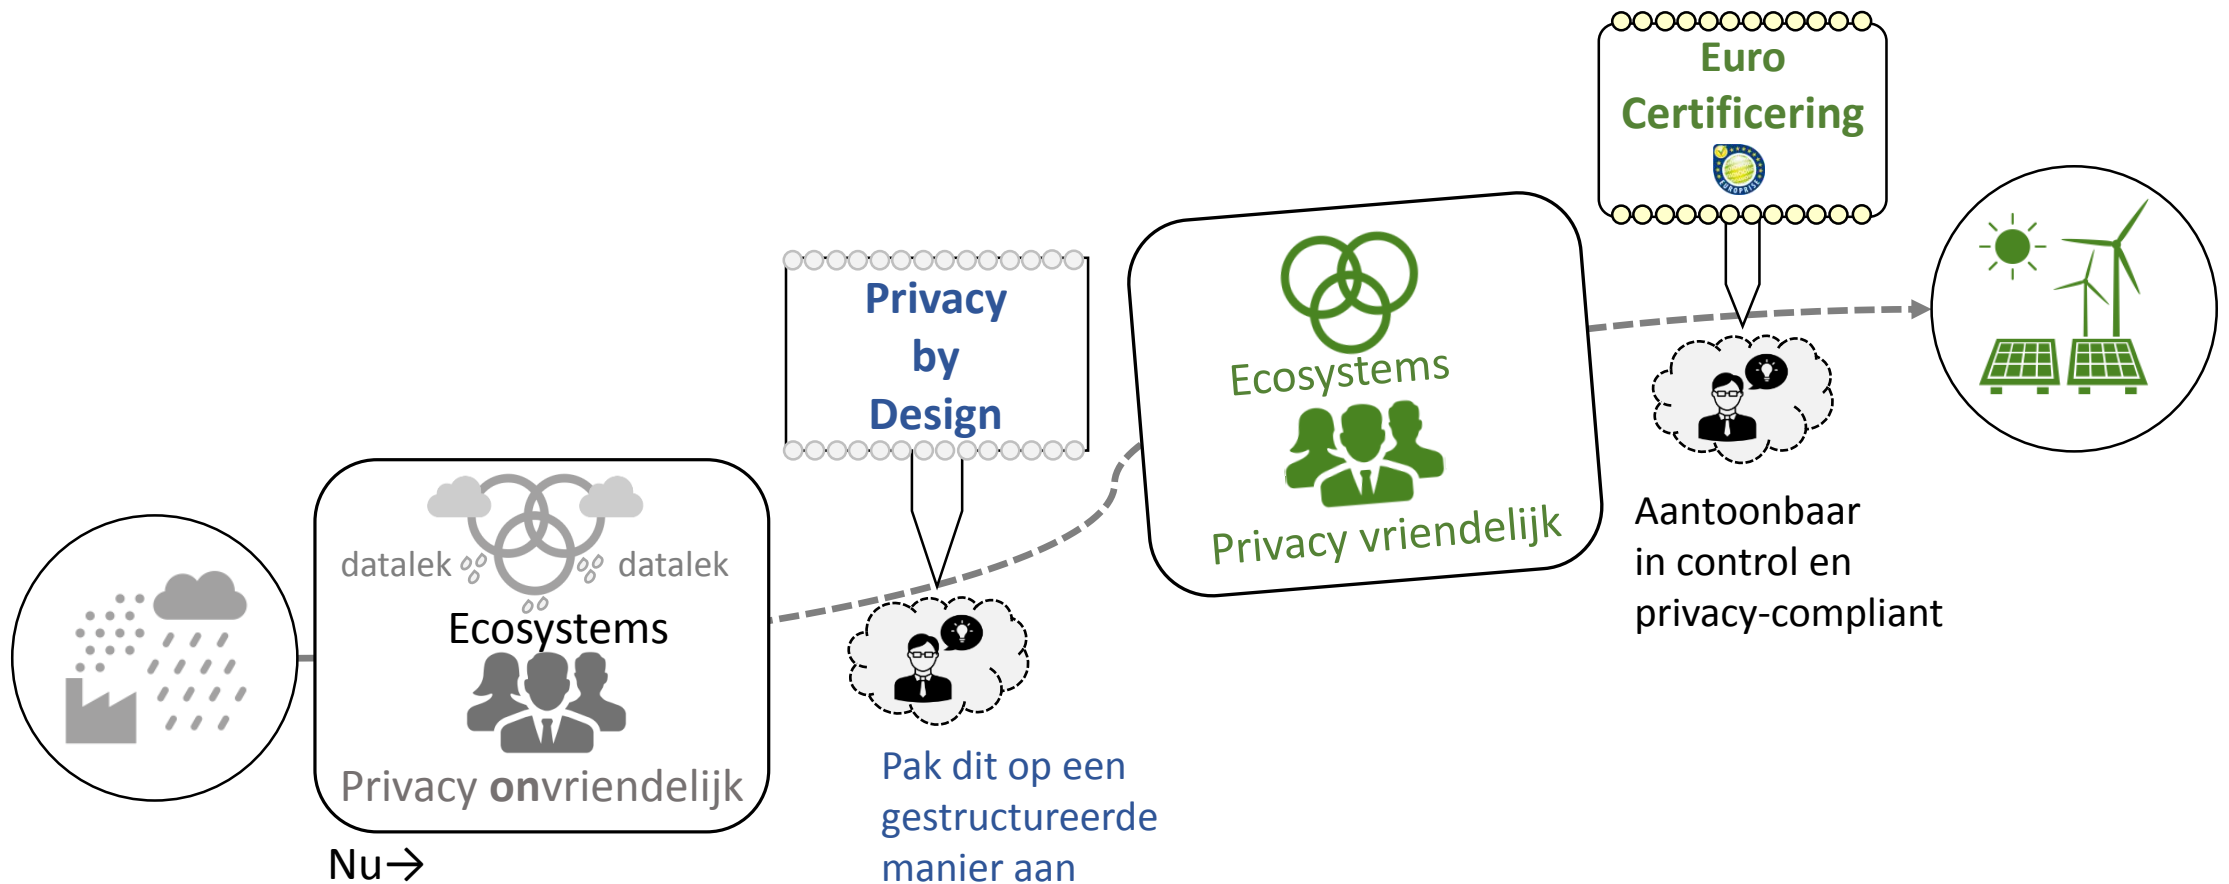 datalek
datalek
Ecosystems
Privacy onvriendelijk
Nu→
Privacy
by
Design
Pak dit op een
gestructureerde
manier aan
Ecosystems
Privacy vriendelijk
Euro
Certificering
EUROPRISE
Aantoonbaar
in control en
privacy-compliant